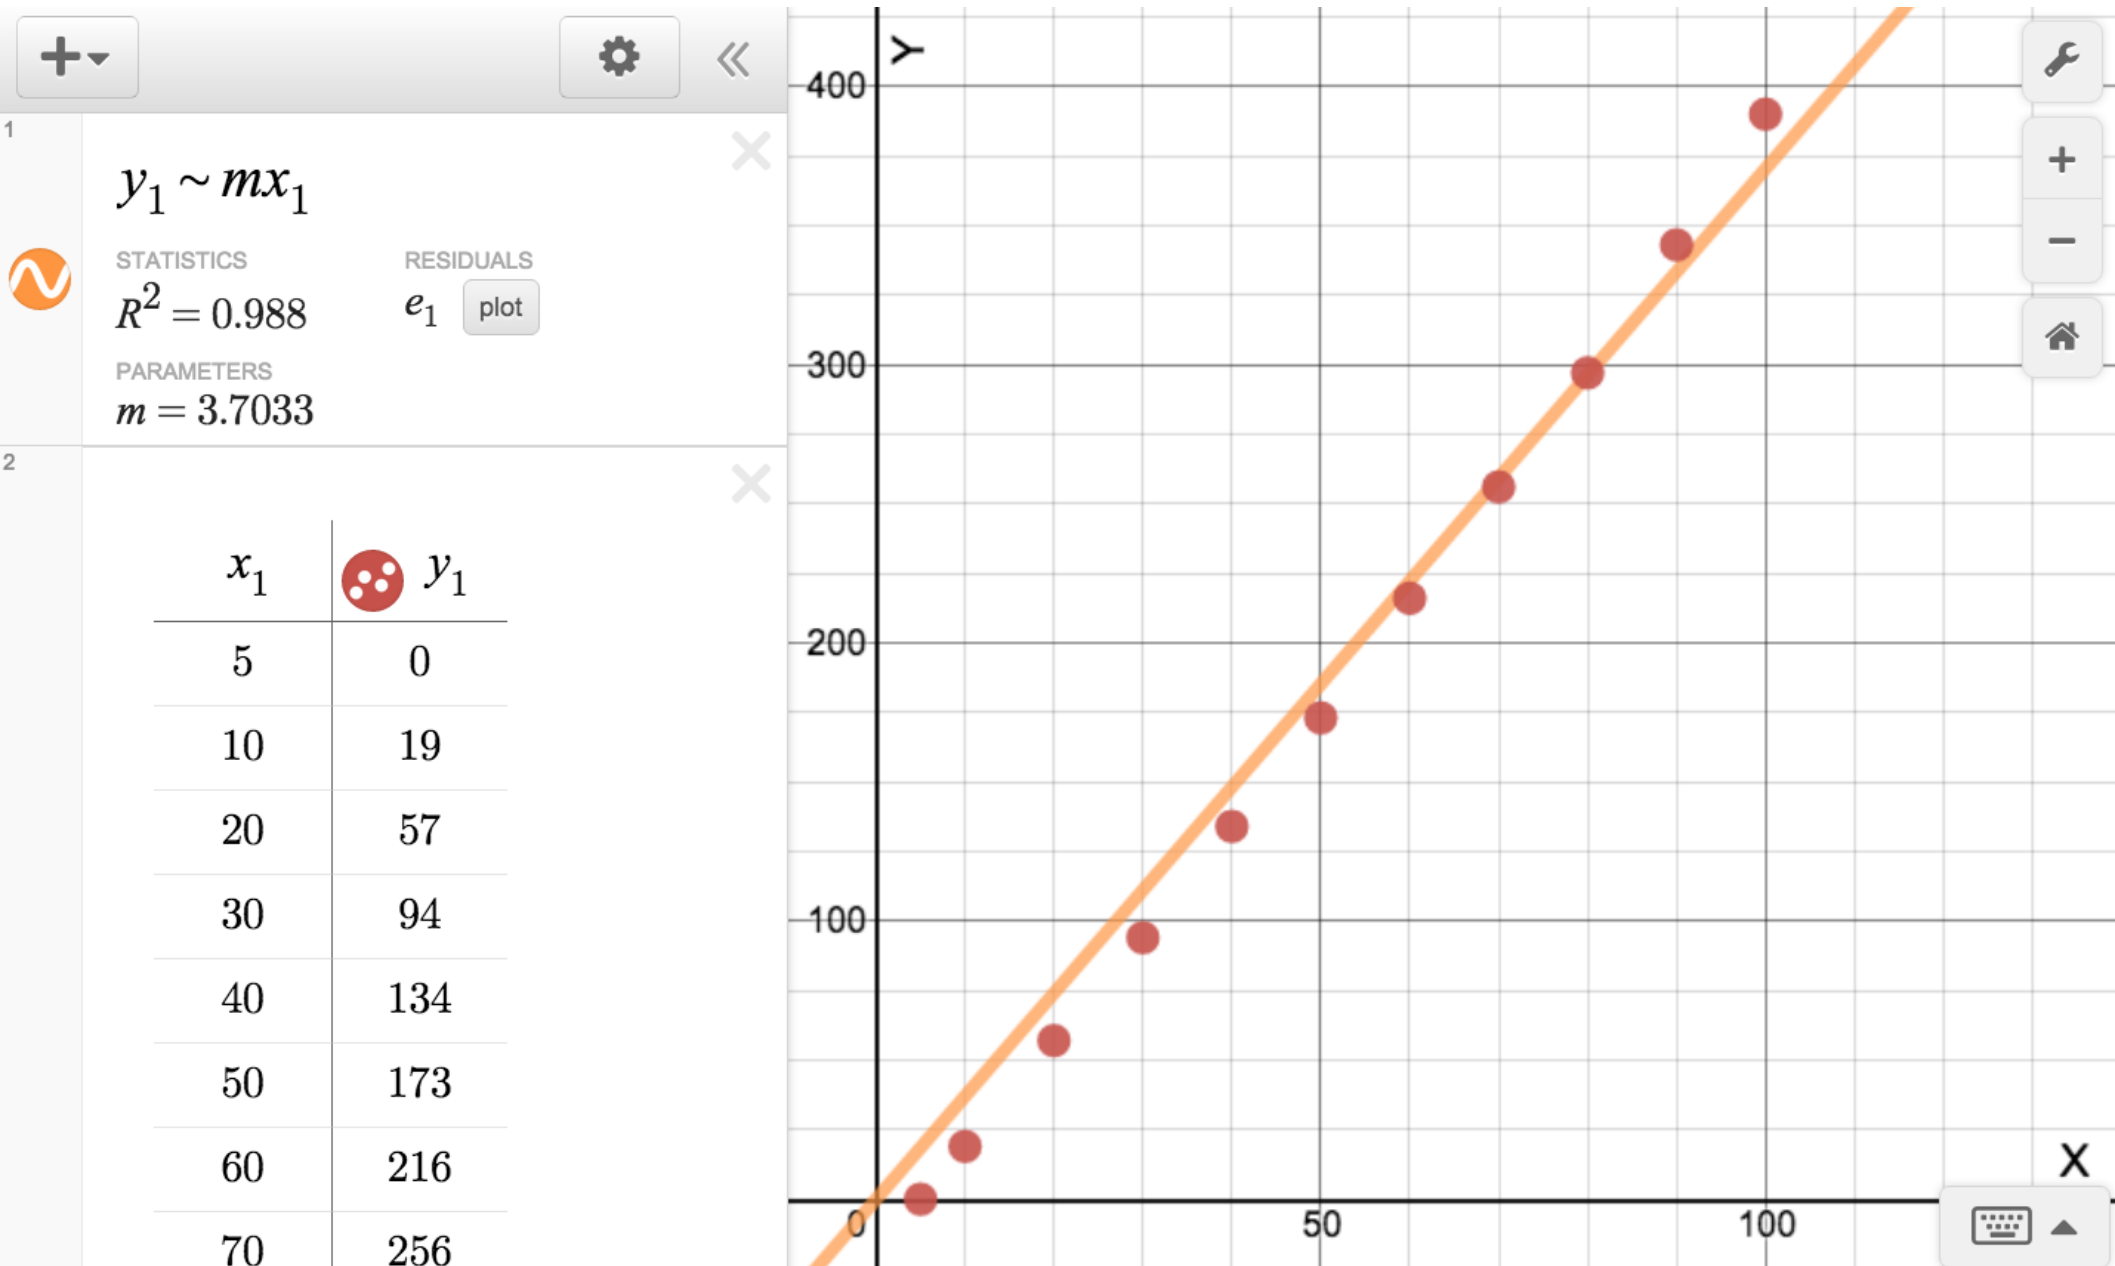 1
y₁ ~ mx₁
STATISTICS RESIDUALS
R² = 0.988 e₁ plot
PARAMETERS
m = 3.7033
2
x₁ y₁
5 0
10 19
20 57
30 94
40 134
50 173
60 216
70 256
Y
400
300
200
100
0 50 100
X